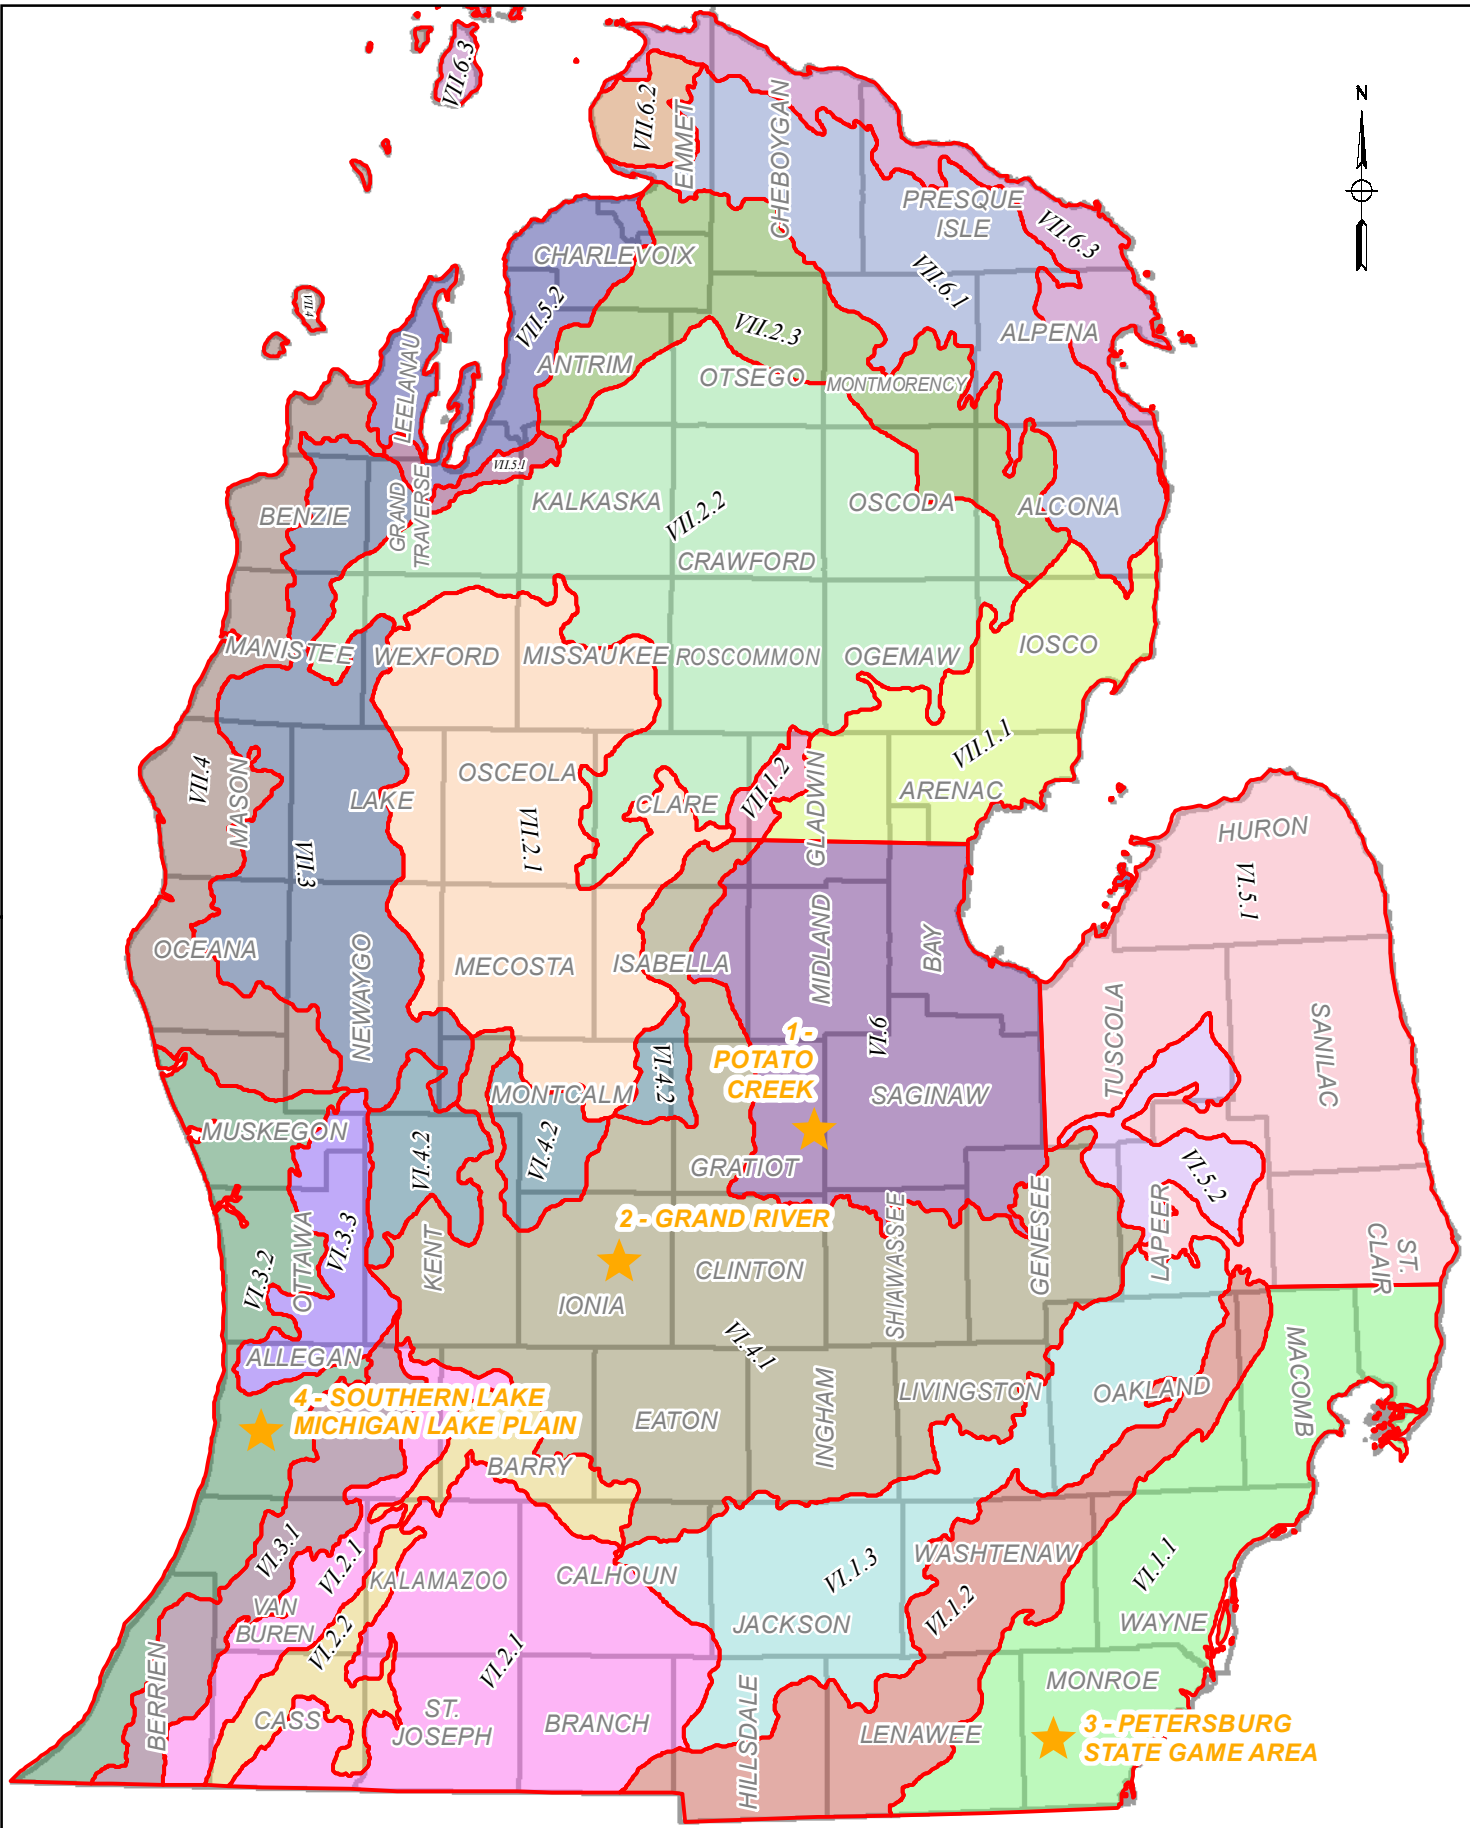 N
VII.6.3
VII.6.2
EMMET
CHEBOYGAN
PRESQUE
ISLE
VII.6.3
VII.6.1
CHARLEVOIX
VII.5.2
VII.4
VII.2.3
ALPENA
LEELANAU
ANTRIM
OTSEGO
MONTMORENCY
VII.5.1
BENZIE
GRAND
TRAVERSE
KALKASKA
VII.2.2
CRAWFORD
OSCODA
ALCONA
MANISTEE
WEXFORD
MISSAUKEE
ROSCOMMON
OGEMAW
IOSCO
VII.1.1
VII.4
MASON
LAKE
OSCEOLA
CLARE
VII.1.2
GLADWIN
ARENAC
VII.3
VII.2.1
HURON
VI.5.1
OCEANA
NEWAYGO
MECOSTA
ISABELLA
MIDLAND
BAY
TUSCOLA
SANILAC
1 -
POTATO
CREEK
VI.9
VI.4.2
MONTCALM
SAGINAW
MUSKEGON
VI.4.2
VI.4.2
GRATIOT
VI.5.2
LAPEER
GENESEE
SHIAWASSEE
2 - GRAND RIVER
VI.3.2
OTTAWA
VI.3.3
KENT
IONIA
CLINTON
ST.
CLAIR
VI.4.1
ALLEGAN
4 - SOUTHERN LAKE
MICHIGAN LAKE PLAIN
EATON
INGHAM
LIVINGSTON
OAKLAND
MACOMB
BARRY
VI.3.1
VI.2.1
KALAMAZOO
CALHOUN
VI.1.3
WASHTENAW
VI.1.1
VAN
BUREN
VI.2.2
VI.2.1
JACKSON
VI.1.2
WAYNE
BERRIEN
CASS
ST.
JOSEPH
BRANCH
HILLSDALE
LENAWEE
MONROE
3 - PETERSBURG
STATE GAME AREA